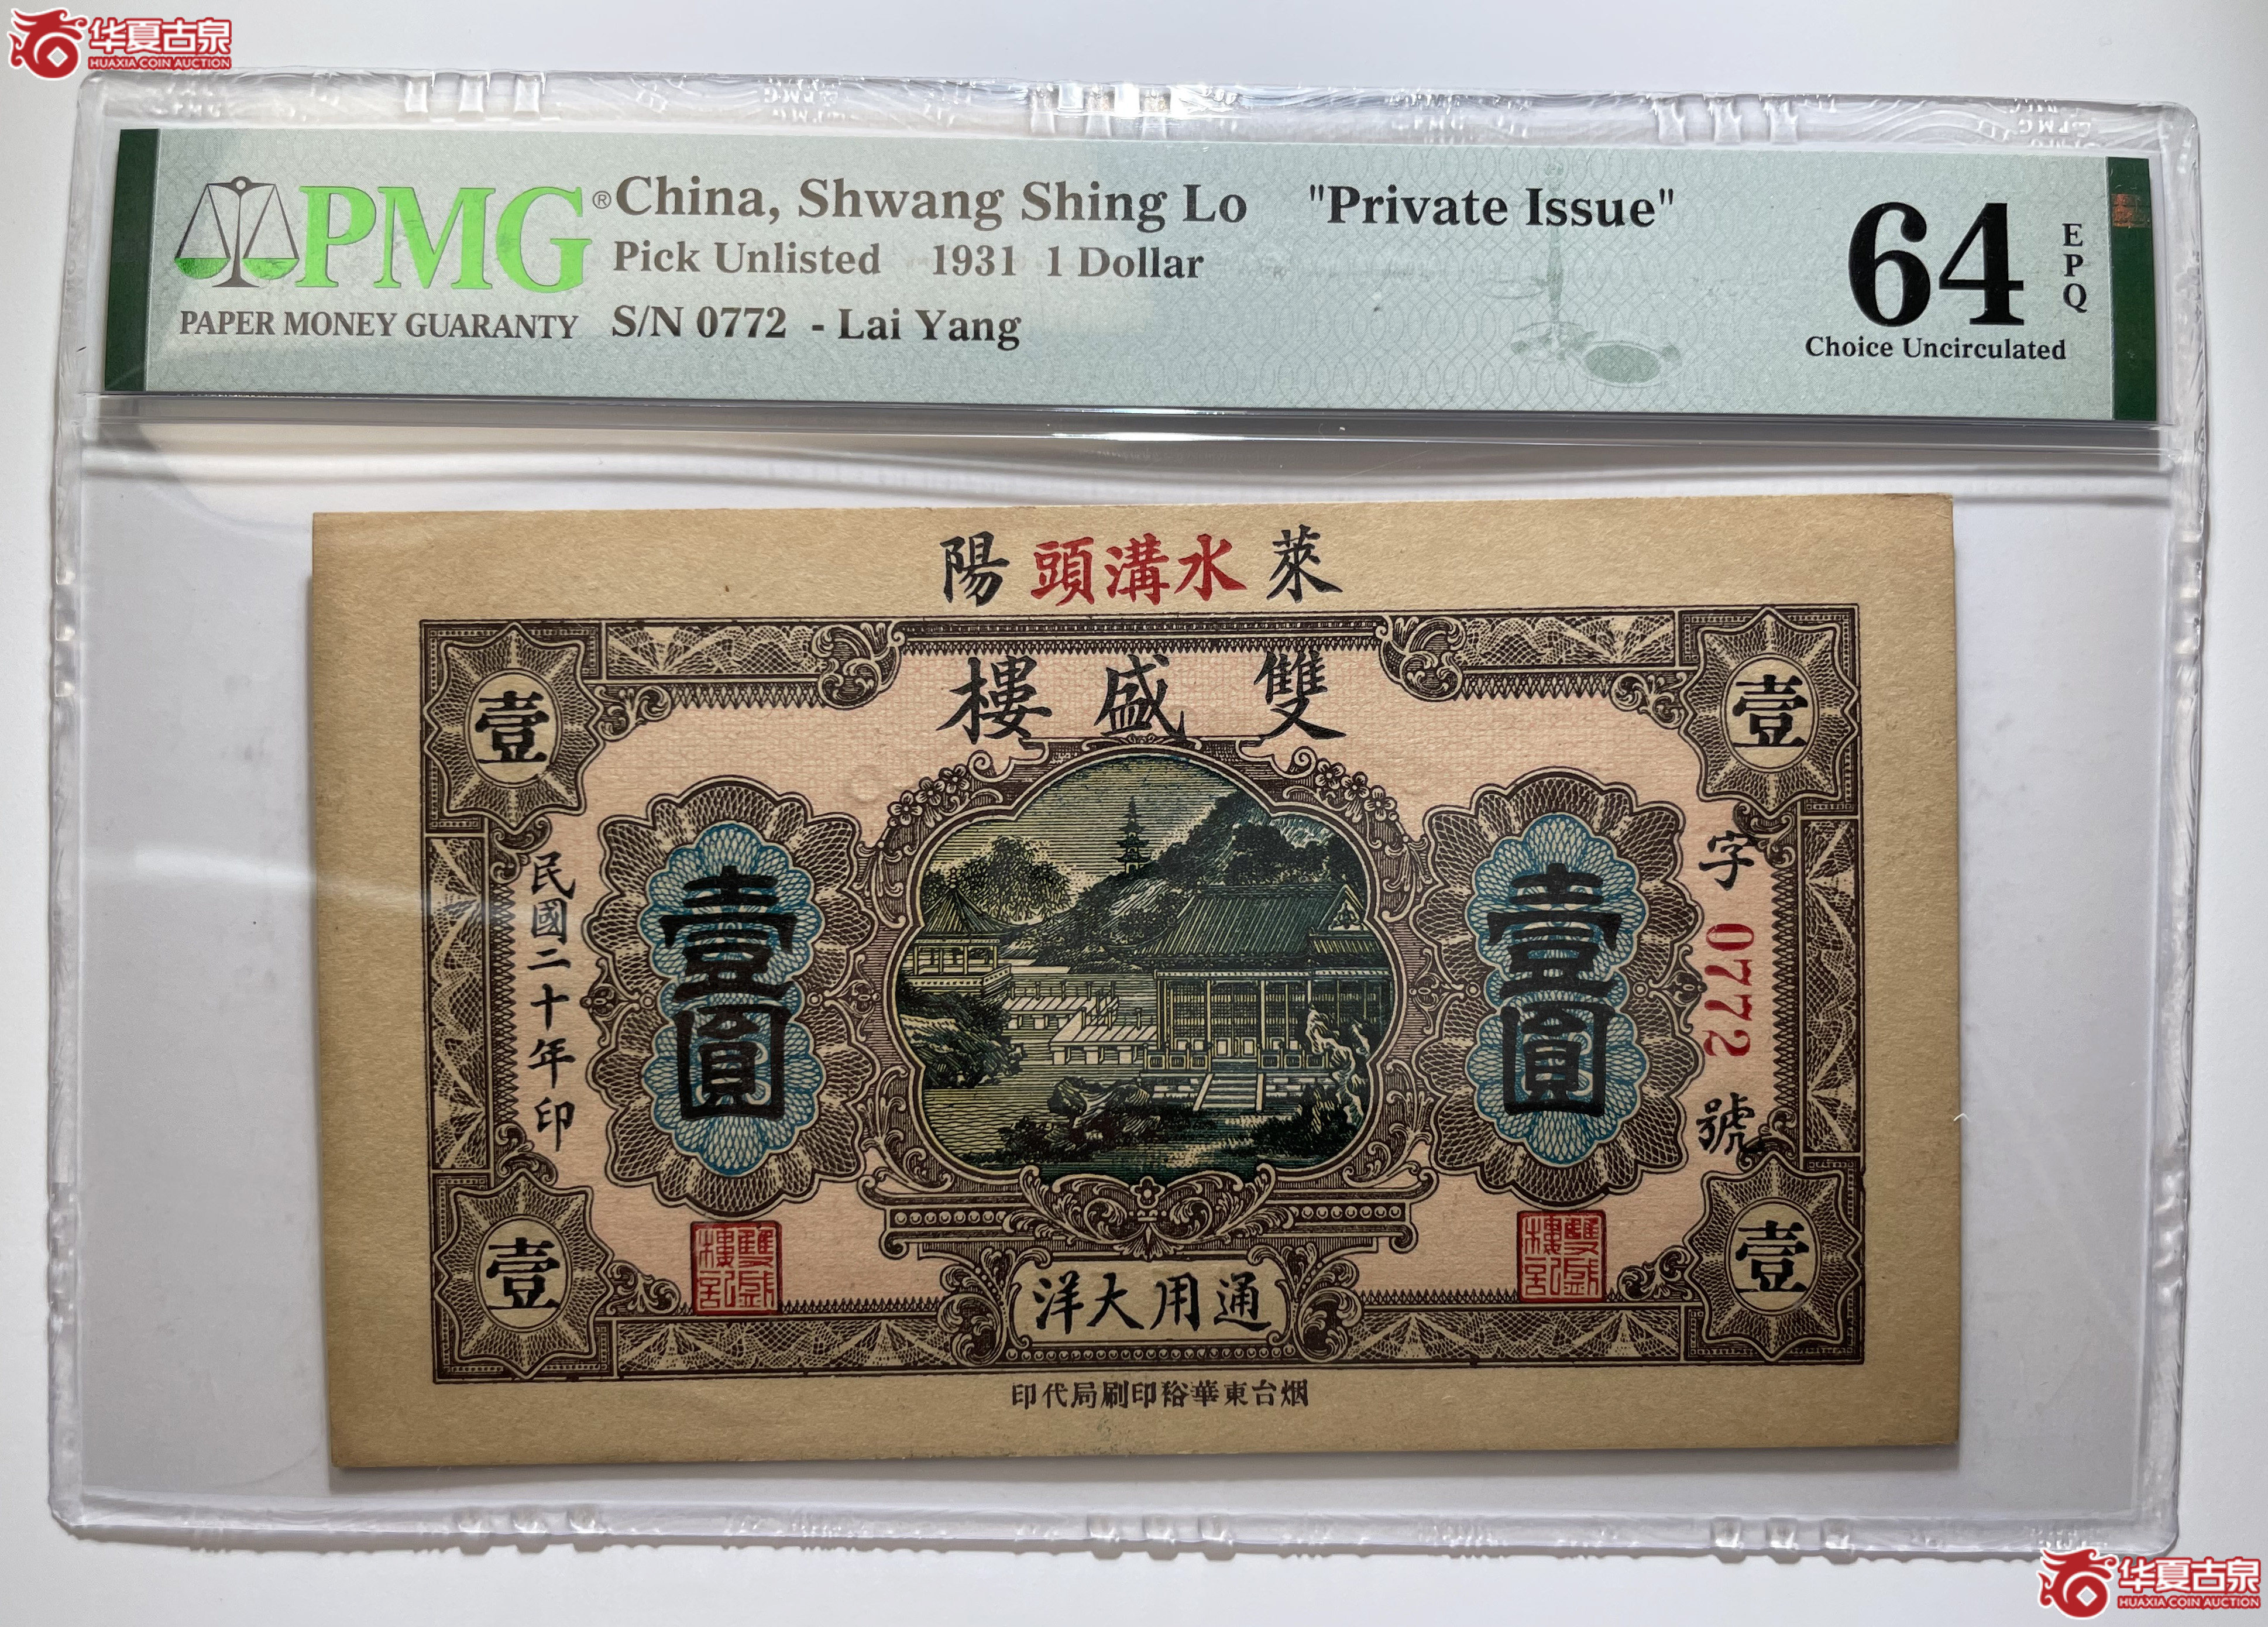 华夏古泉
HUAXIA COIN AUCTION
PMG®
PAPER MONEY GUARANTY
China, Shwang Shing Lo "Private Issue"
Pick Unlisted 1931 1 Dollar
S/N 0772 - Lai Yang
64
EPQ
Choice Uncirculated
陽 頭溝水 萊
樓盛雙
壹
壹
民國二十年印
壹圓
壹圓
字 0772 號
雙盛樓記
雙盛樓記
壹
壹
洋大用通
印代局刷印裕華東台烟
华夏古泉
HUAXIA COIN AUCTION